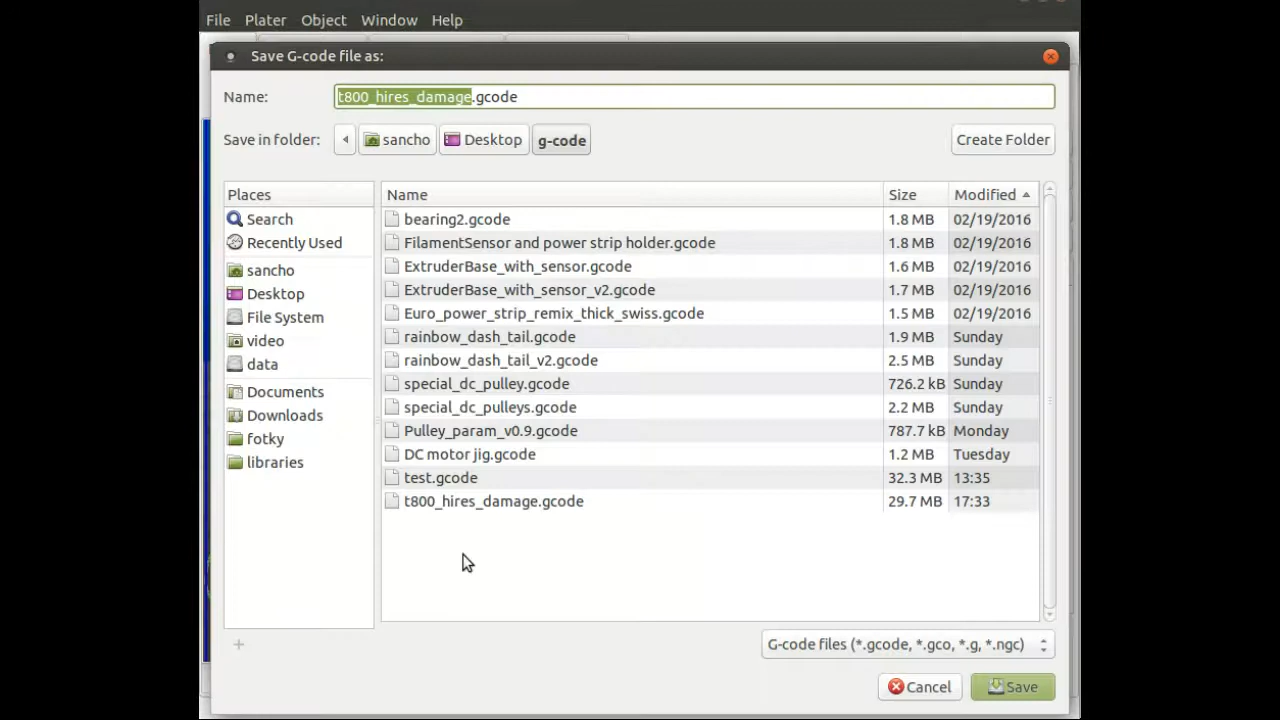 File Plater Object Window Help
Save G-code file as:
Name: t800_hires_damage.gcode
Save in folder: sancho Desktop g-code Create Folder
Places Name Size Modified
Search bearing2.gcode 1.8 MB 02/19/2016
Recently Used FilamentSensor and power strip holder.gcode 1.8 MB 02/19/2016
sancho ExtruderBase_with_sensor.gcode 1.6 MB 02/19/2016
Desktop ExtruderBase_with_sensor_v2.gcode 1.7 MB 02/19/2016
File System Euro_power_strip_remix_thick_swiss.gcode 1.5 MB 02/19/2016
video rainbow_dash_tail.gcode 1.9 MB Sunday
data rainbow_dash_tail_v2.gcode 2.5 MB Sunday
Documents special_dc_pulley.gcode 726.2 kB Sunday
Downloads special_dc_pulleys.gcode 2.2 MB Sunday
fotky Pulley_param_v0.9.gcode 787.7 kB Monday
libraries DC motor jig.gcode 1.2 MB Tuesday
test.gcode 32.3 MB 13:35
t800_hires_damage.gcode 29.7 MB 17:33
G-code files (*.gcode, *.gco, *.g, *.ngc)
Cancel Save